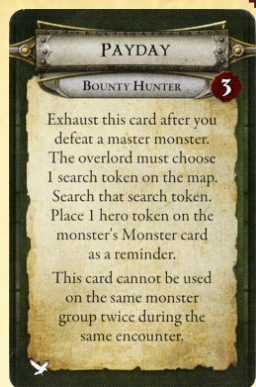 PAYDAY
BOUNTY HUNTER
3
Exhaust this card after you
defeat a master monster.
The overlord must choose
1 search token on the map.
Search that search token.
Place 1 hero token on the
monster's Monster card
as a reminder.
This card cannot be used
on the same monster
group twice during the
same encounter.